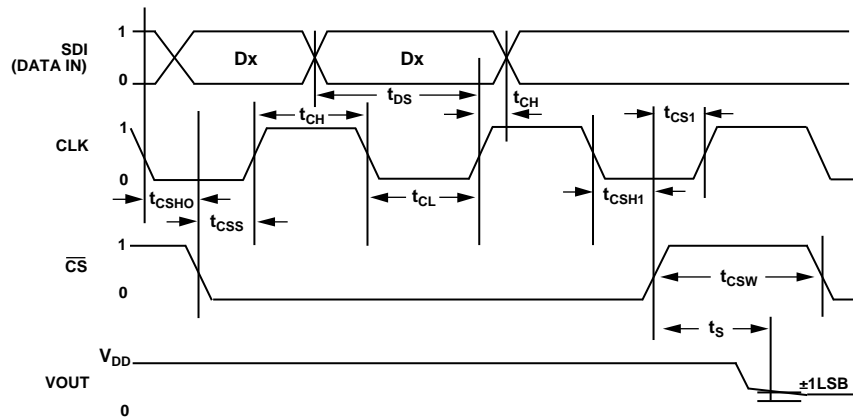 SDI
(DATA IN)
1
0
Dx
Dx
tDS
tCH
tCH
tCS1
CLK
1
0
tCSHO
tCSS
tCL
tCSH1
CS
1
0
tCSW
tS
VOUT
VDD
0
±1LSB